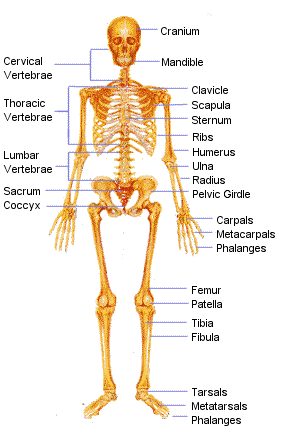 Cranium
Mandible
Cervical
Vertebrae
Clavicle
Scapula
Sternum
Thoracic
Vertebrae
Ribs
Humerus
Lumbar
Vertebrae
Ulna
Radius
Pelvic Girdle
Sacrum
Coccyx
Carpals
Metacarpals
Phalanges
Femur
Patella
Tibia
Fibula
Tarsals
Metatarsals
Phalanges